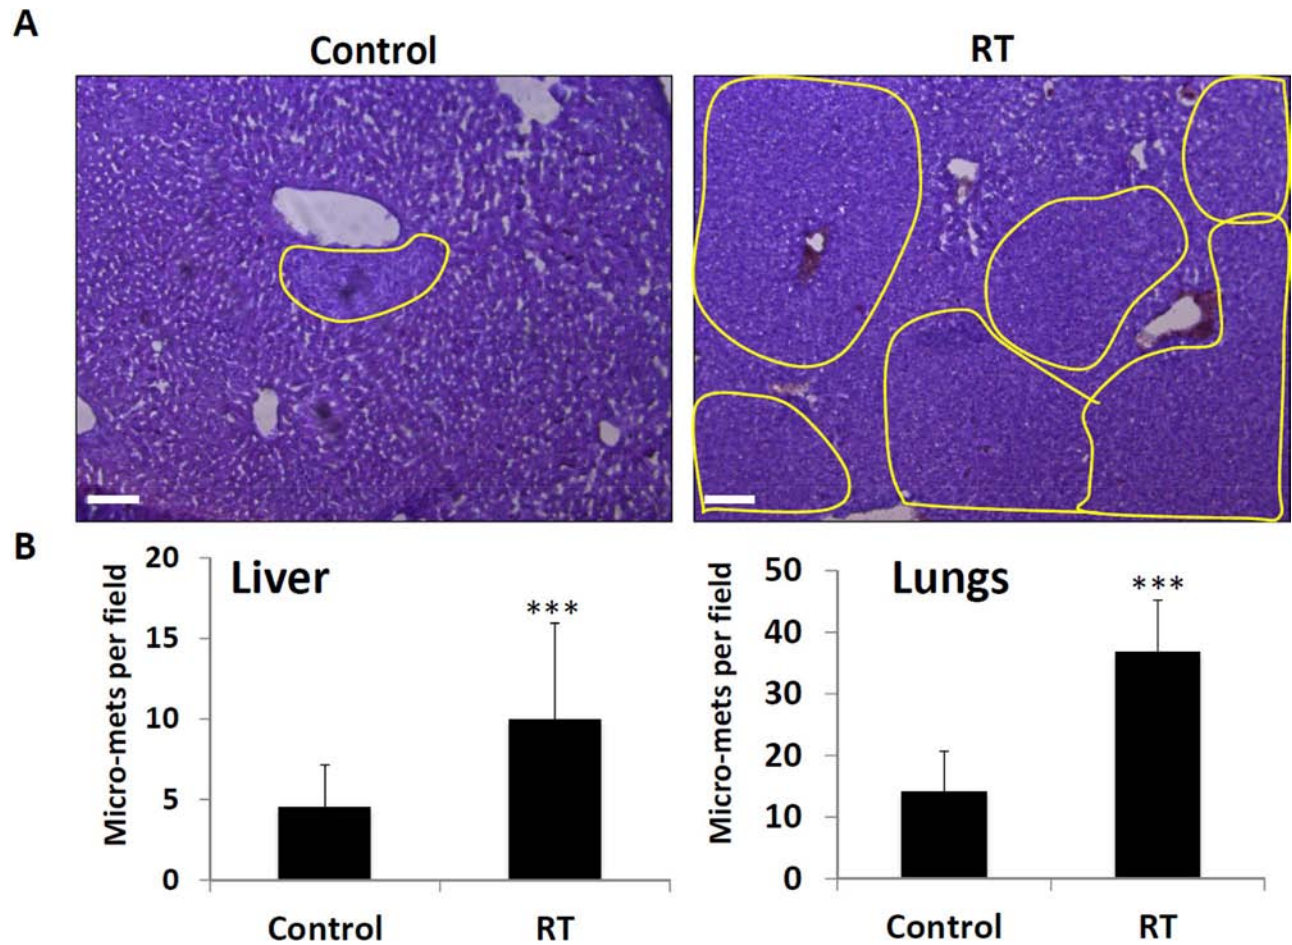 A
Control
RT
B
Micro-mets per field
20
15
10
5
0
Liver
***
Control
RT
Micro-mets per field
50
40
30
20
10
0
Lungs
***
Control
RT